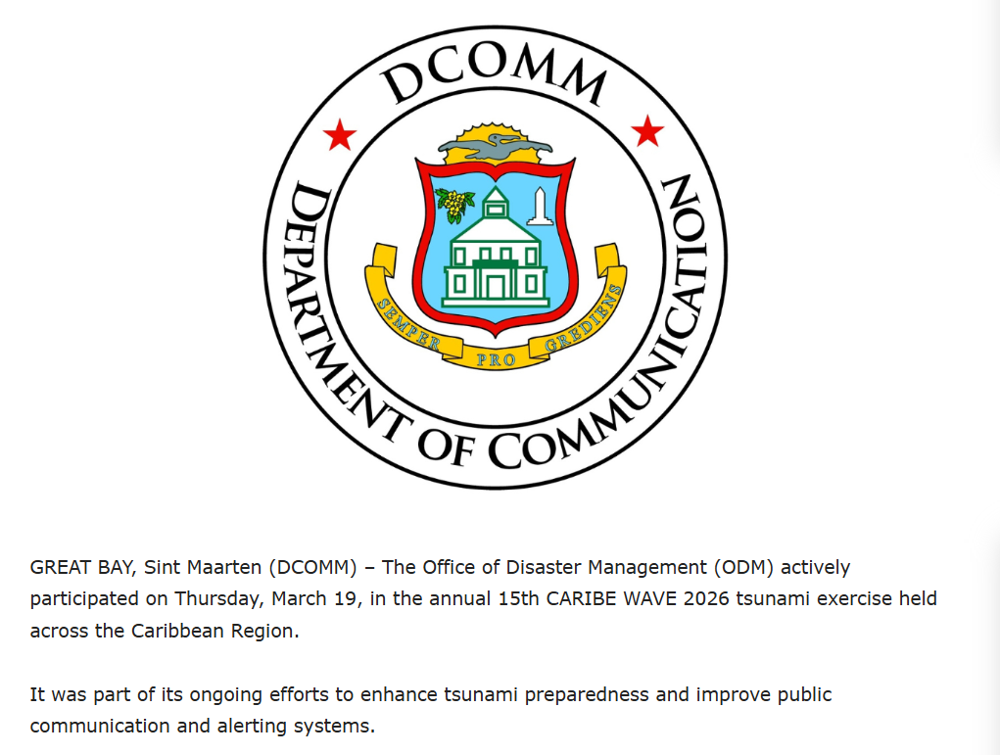 DCOMM
DEPARTMENT OF COMMUNICATION
SEMPER PRO GREDIENS
GREAT BAY, Sint Maarten (DCOMM) – The Office of Disaster Management (ODM) actively
participated on Thursday, March 19, in the annual 15th CARIBE WAVE 2026 tsunami exercise held
across the Caribbean Region.
It was part of its ongoing efforts to enhance tsunami preparedness and improve public
communication and alerting systems.